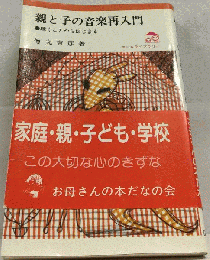 親と子の音楽再入門
家庭・親・子ども・学校
この大切な心のきずな
お母さんの本だなの会